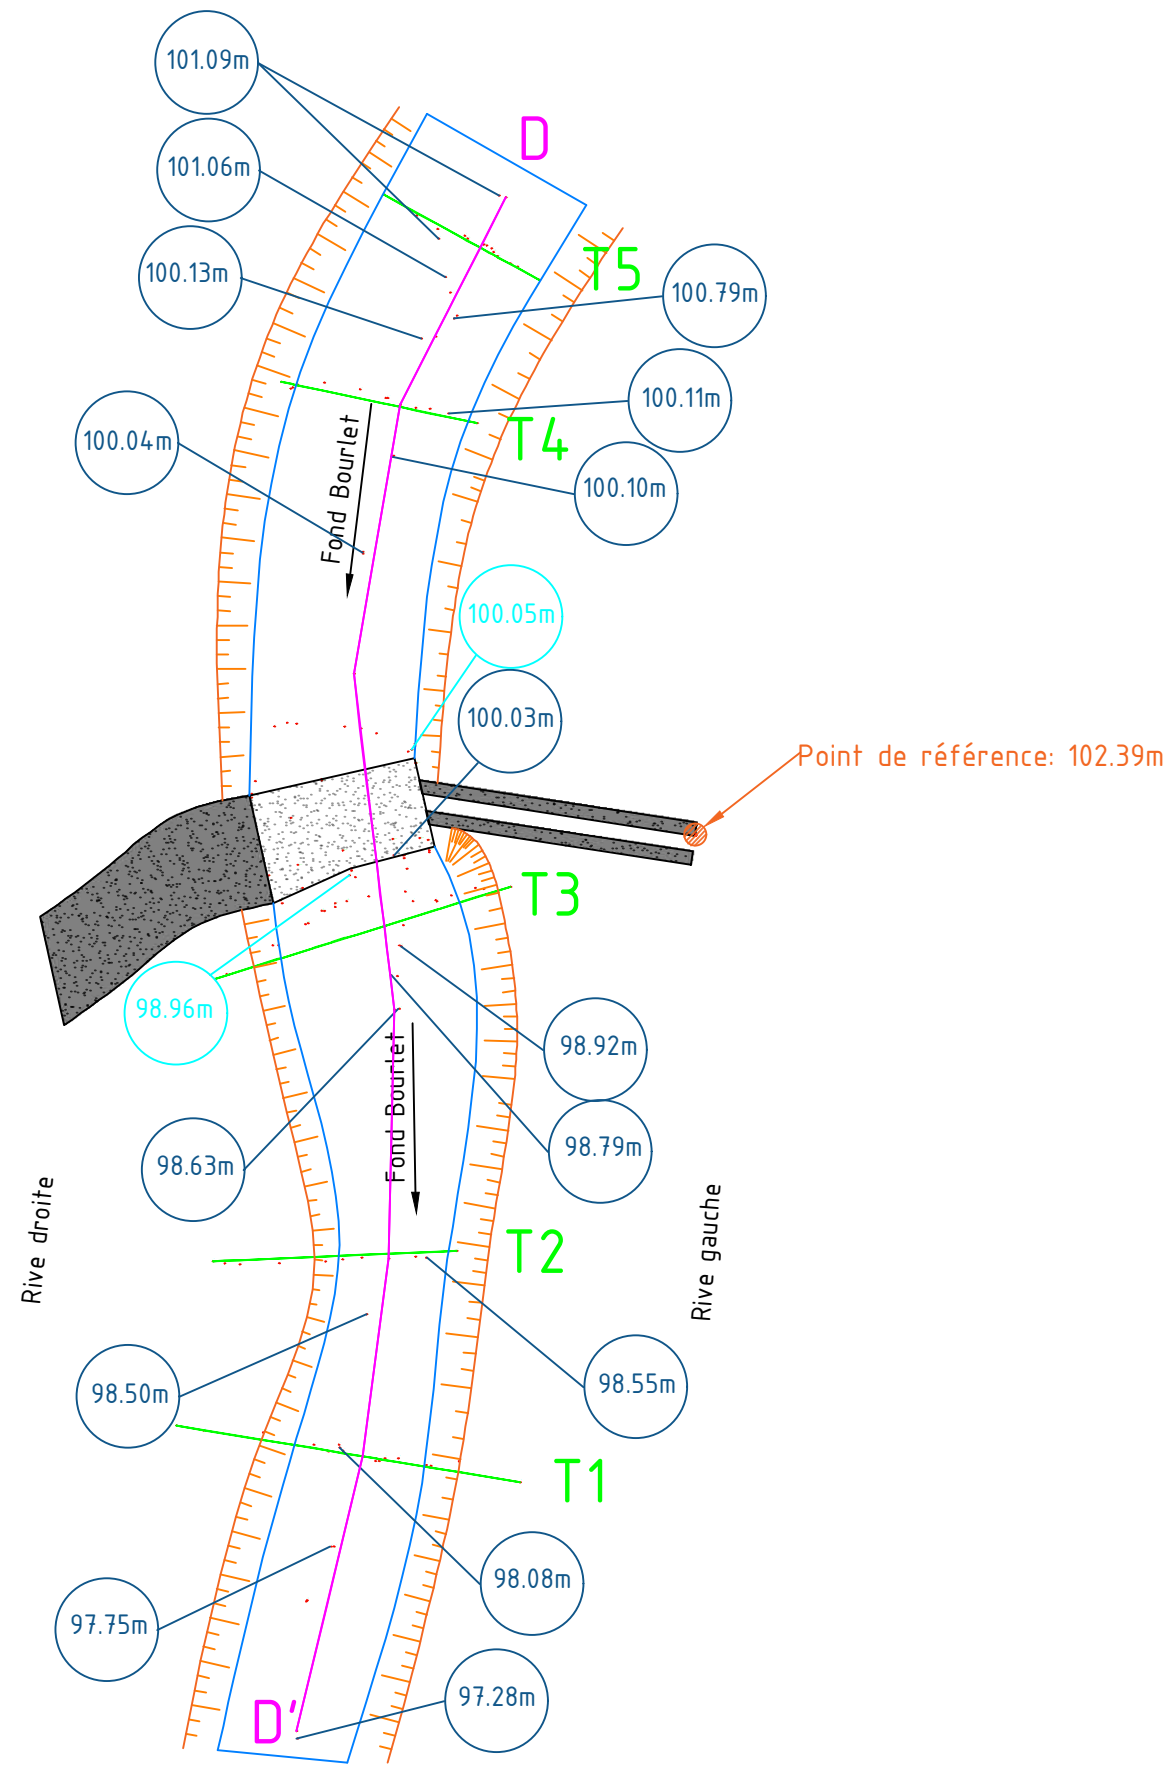 101.09m
D
101.06m
T5
100.13m
100.79m
100.11m
T4
100.04m
Fond Bourlet
100.10m
100.05m
100.03m
Point de référence: 102.39m
T3
98.96m
98.92m
Fond Bourlet
98.79m
98.63m
Rive droite
Rive gauche
T2
98.50m
98.55m
T1
98.08m
97.75m
97.28m
D'